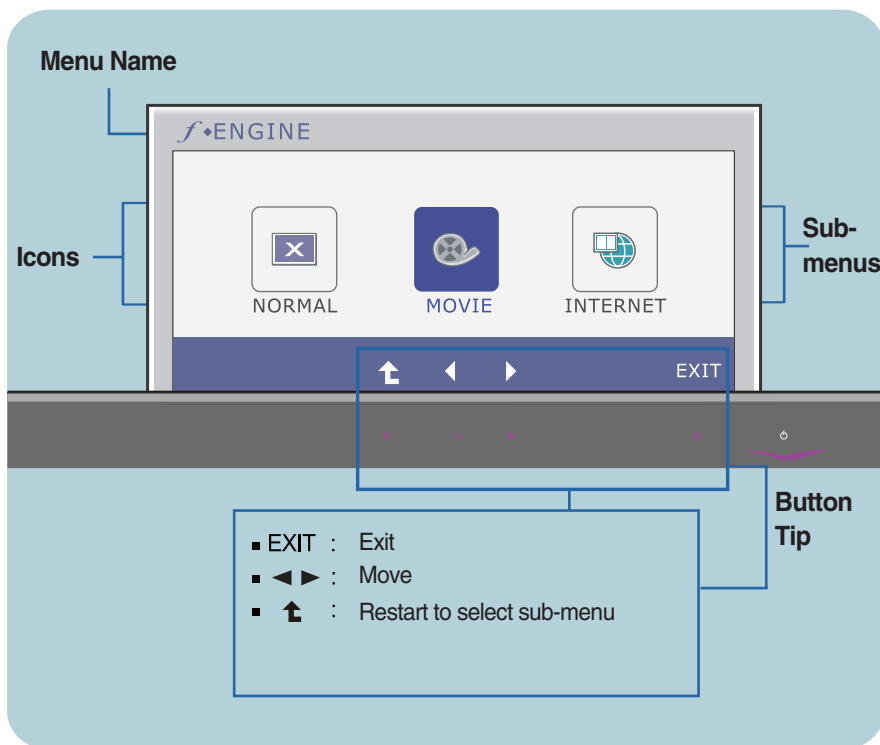 Menu Name
f◆ENGINE
Icons
Sub-
menus
NORMAL
MOVIE
INTERNET
EXIT
Button
Tip
▪ EXIT : Exit
▪ ◄ ► : Move
▪ : Restart to select sub-menu